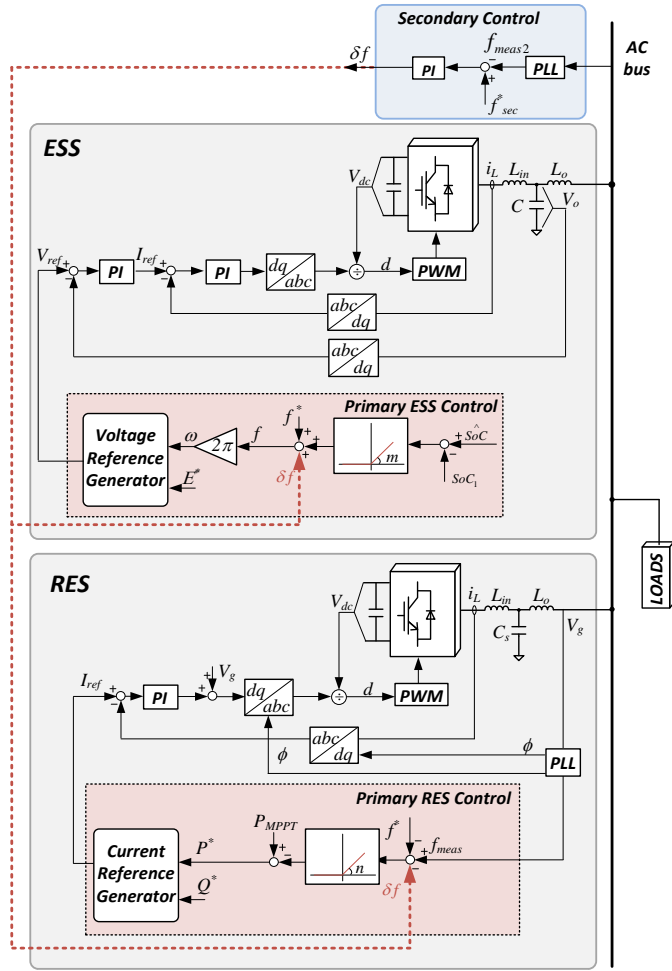 Secondary Control
δf
PI
f_meas2
−
+
f*_sec
PLL
AC
bus
ESS
V_dc
i_L
L_in
L_o
C
V_o
V_ref
+
−
PI
I_ref
+
−
PI
dq
abc
÷
d
PWM
abc
dq
abc
dq
Primary ESS Control
Voltage
Reference
Generator
ω
E*
2π
f
f*
+
+
+
δf
m
+
SoĈ
−
SoC₁
LOADS
RES
V_dc
i_L
L_in
L_o
C_s
V_g
I_ref
+
−
PI
+
+
V_g
dq
abc
÷
d
PWM
ϕ
abc
dq
ϕ
PLL
Primary RES Control
Current
Reference
Generator
P*
Q*
P_MPPT
+
−
n
f*
−
+
−
f_meas
δf